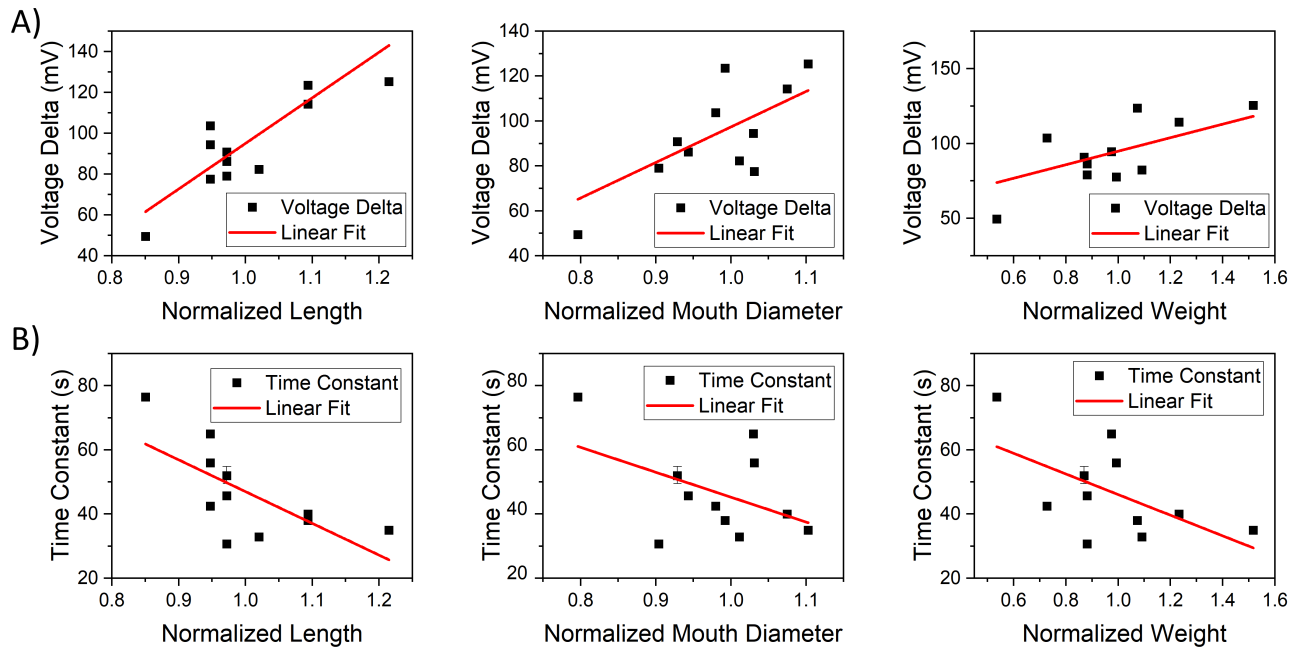 A)
Voltage Delta (mV)
140
120
100
80
60
40
0.8 0.9 1.0 1.1 1.2
Normalized Length
Voltage Delta
Linear Fit
Voltage Delta (mV)
140
120
100
80
60
40
0.8 0.9 1.0 1.1
Normalized Mouth Diameter
Voltage Delta
Linear Fit
Voltage Delta (mV)
150
100
50
0.6 0.8 1.0 1.2 1.4 1.6
Normalized Weight
Voltage Delta
Linear Fit
B)
Time Constant (s)
80
60
40
20
0.8 0.9 1.0 1.1 1.2
Normalized Length
Time Constant
Linear Fit
Time Constant (s)
80
60
40
20
0.8 0.9 1.0 1.1
Normalized Mouth Diameter
Time Constant
Linear Fit
Time Constant (s)
80
60
40
20
0.6 0.8 1.0 1.2 1.4 1.6
Normalized Weight
Time Constant
Linear Fit